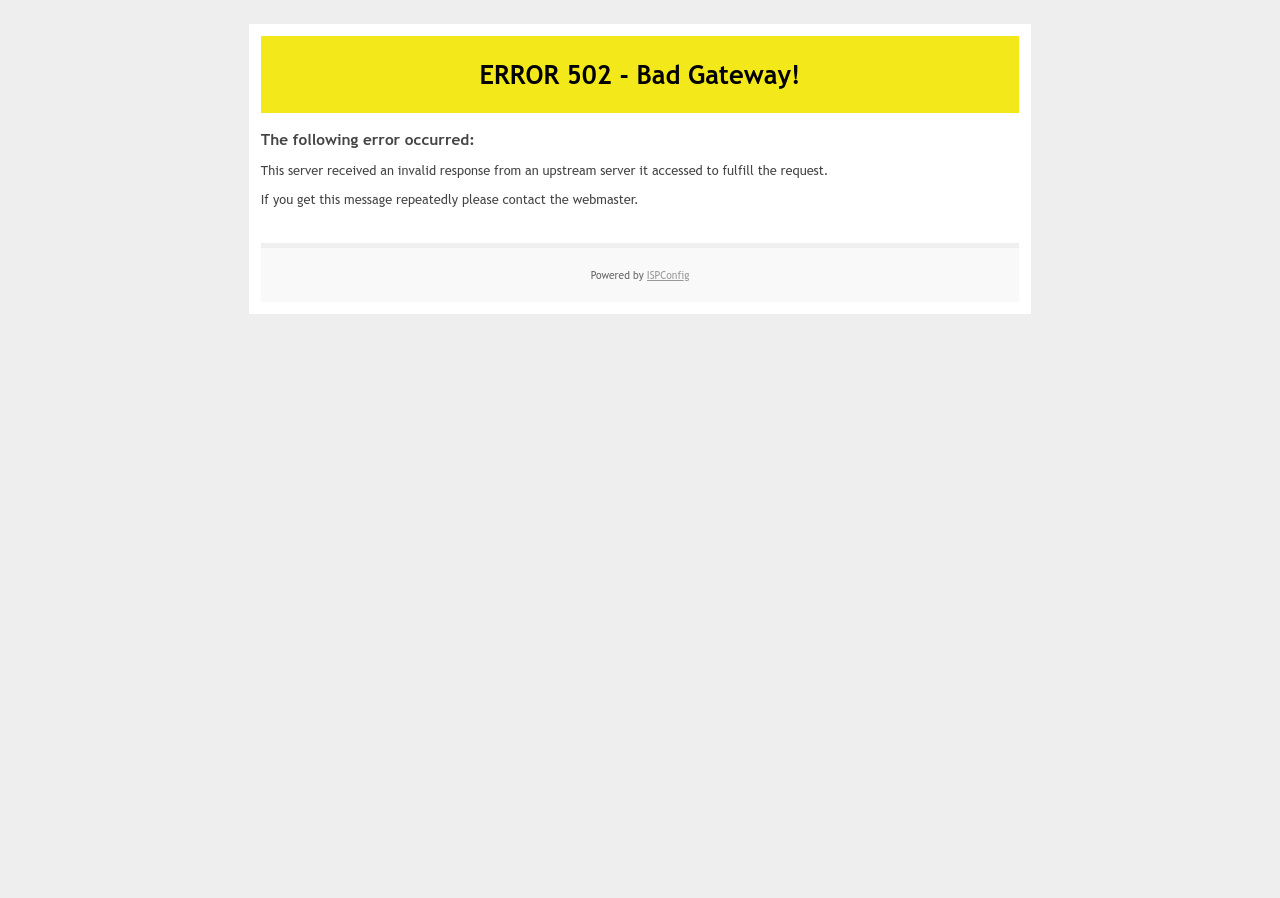 ERROR 502 - Bad Gateway!
The following error occurred:
This server received an invalid response from an upstream server it accessed to fulfill the request.
If you get this message repeatedly please contact the webmaster.
Powered by ISPConfig